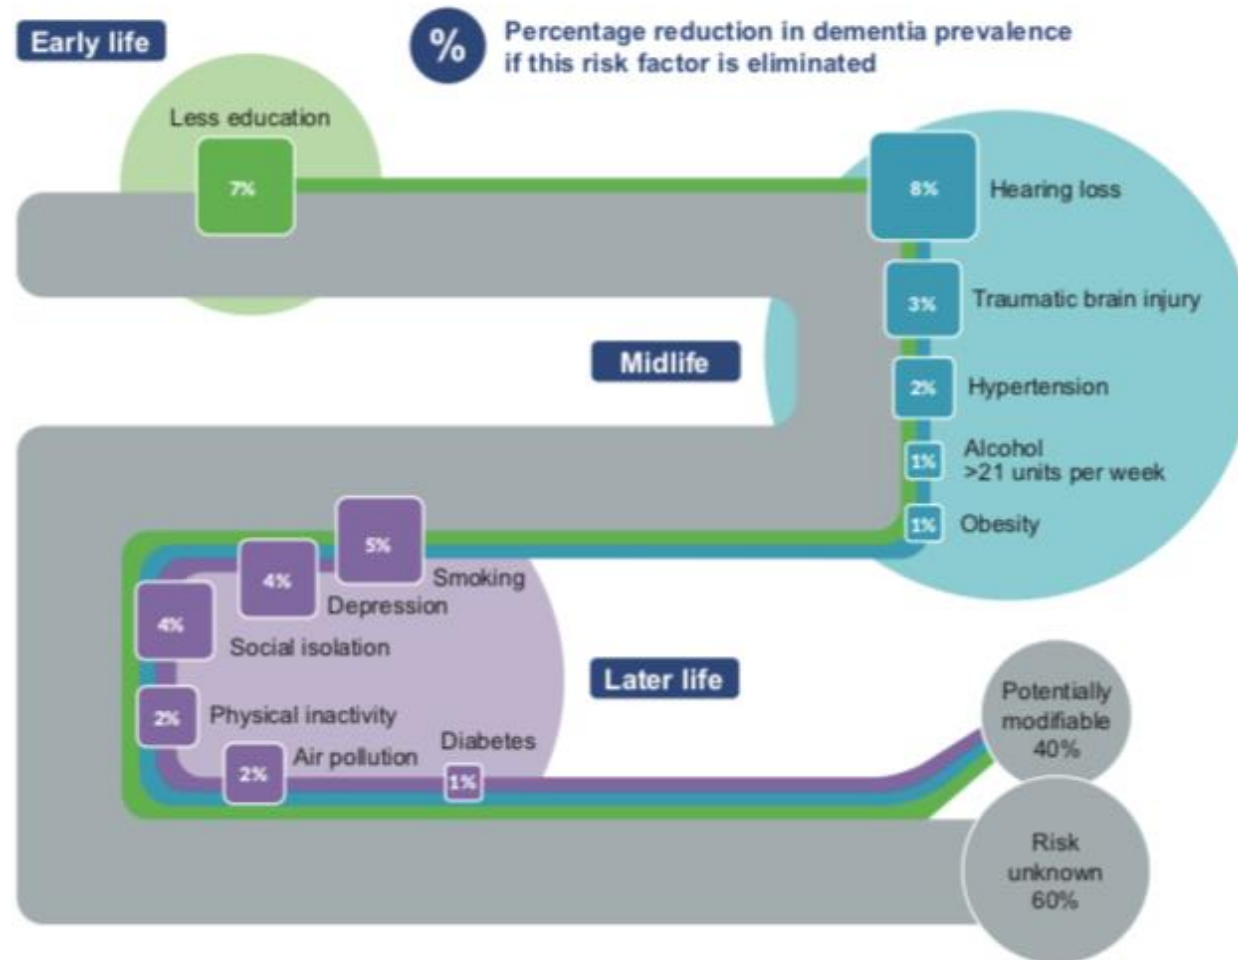 Early life
%
Percentage reduction in dementia prevalence
if this risk factor is eliminated
Less education
7%
8%
Hearing loss
3%
Traumatic brain injury
Midlife
2%
Hypertension
1%
Alcohol
>21 units per week
1%
Obesity
5%
Smoking
4%
Depression
4%
Social isolation
Later life
2%
Physical inactivity
2%
Air pollution
Diabetes
1%
Potentially
modifiable
40%
Risk
unknown
60%